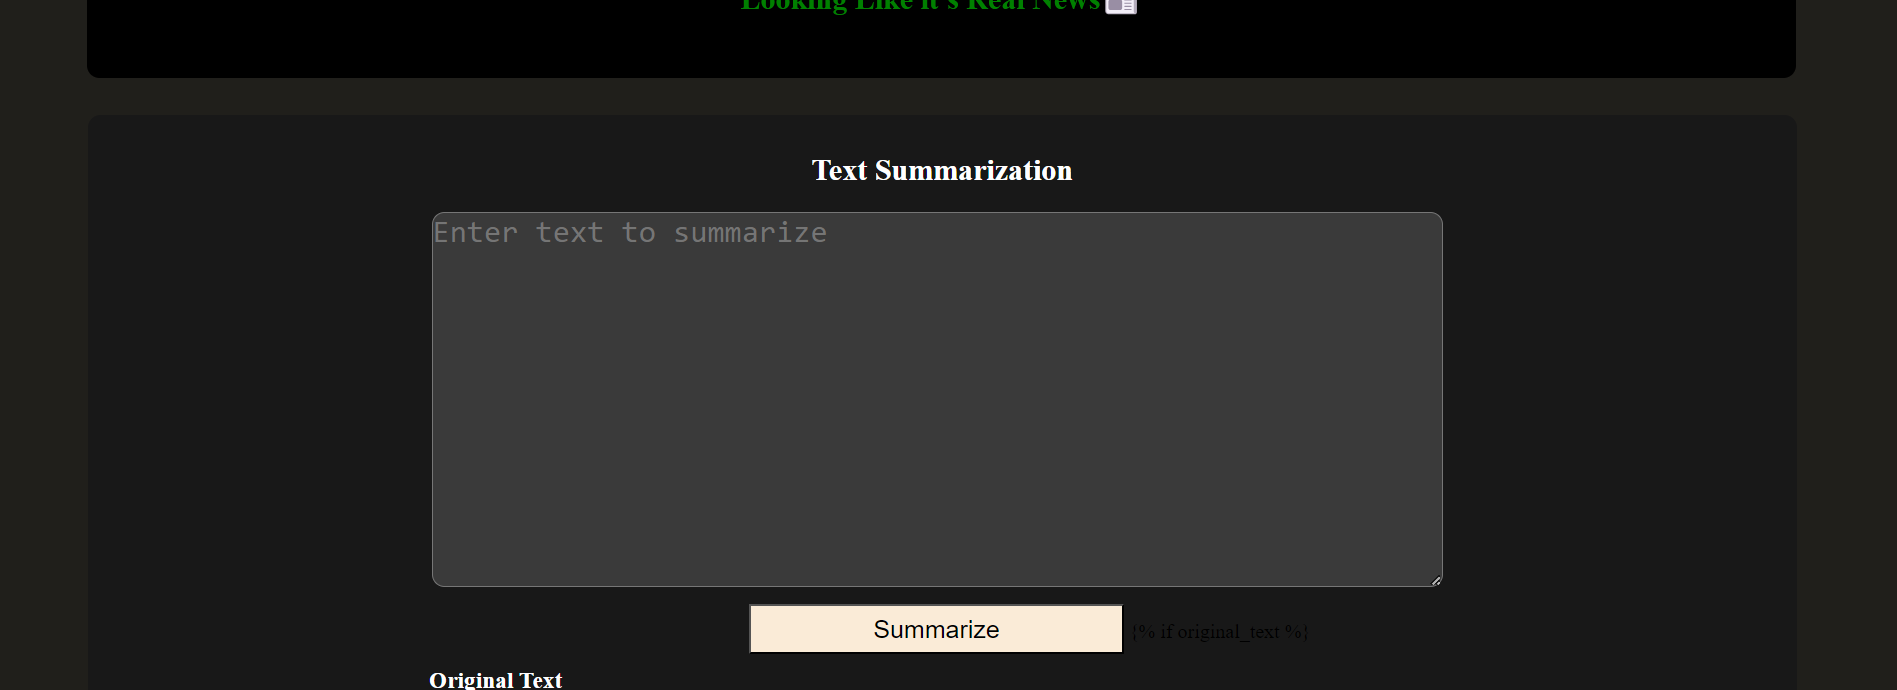 Looking Like it's Real News
Text Summarization
Enter text to summarize
Summarize
{% if original_text %}
Original Text